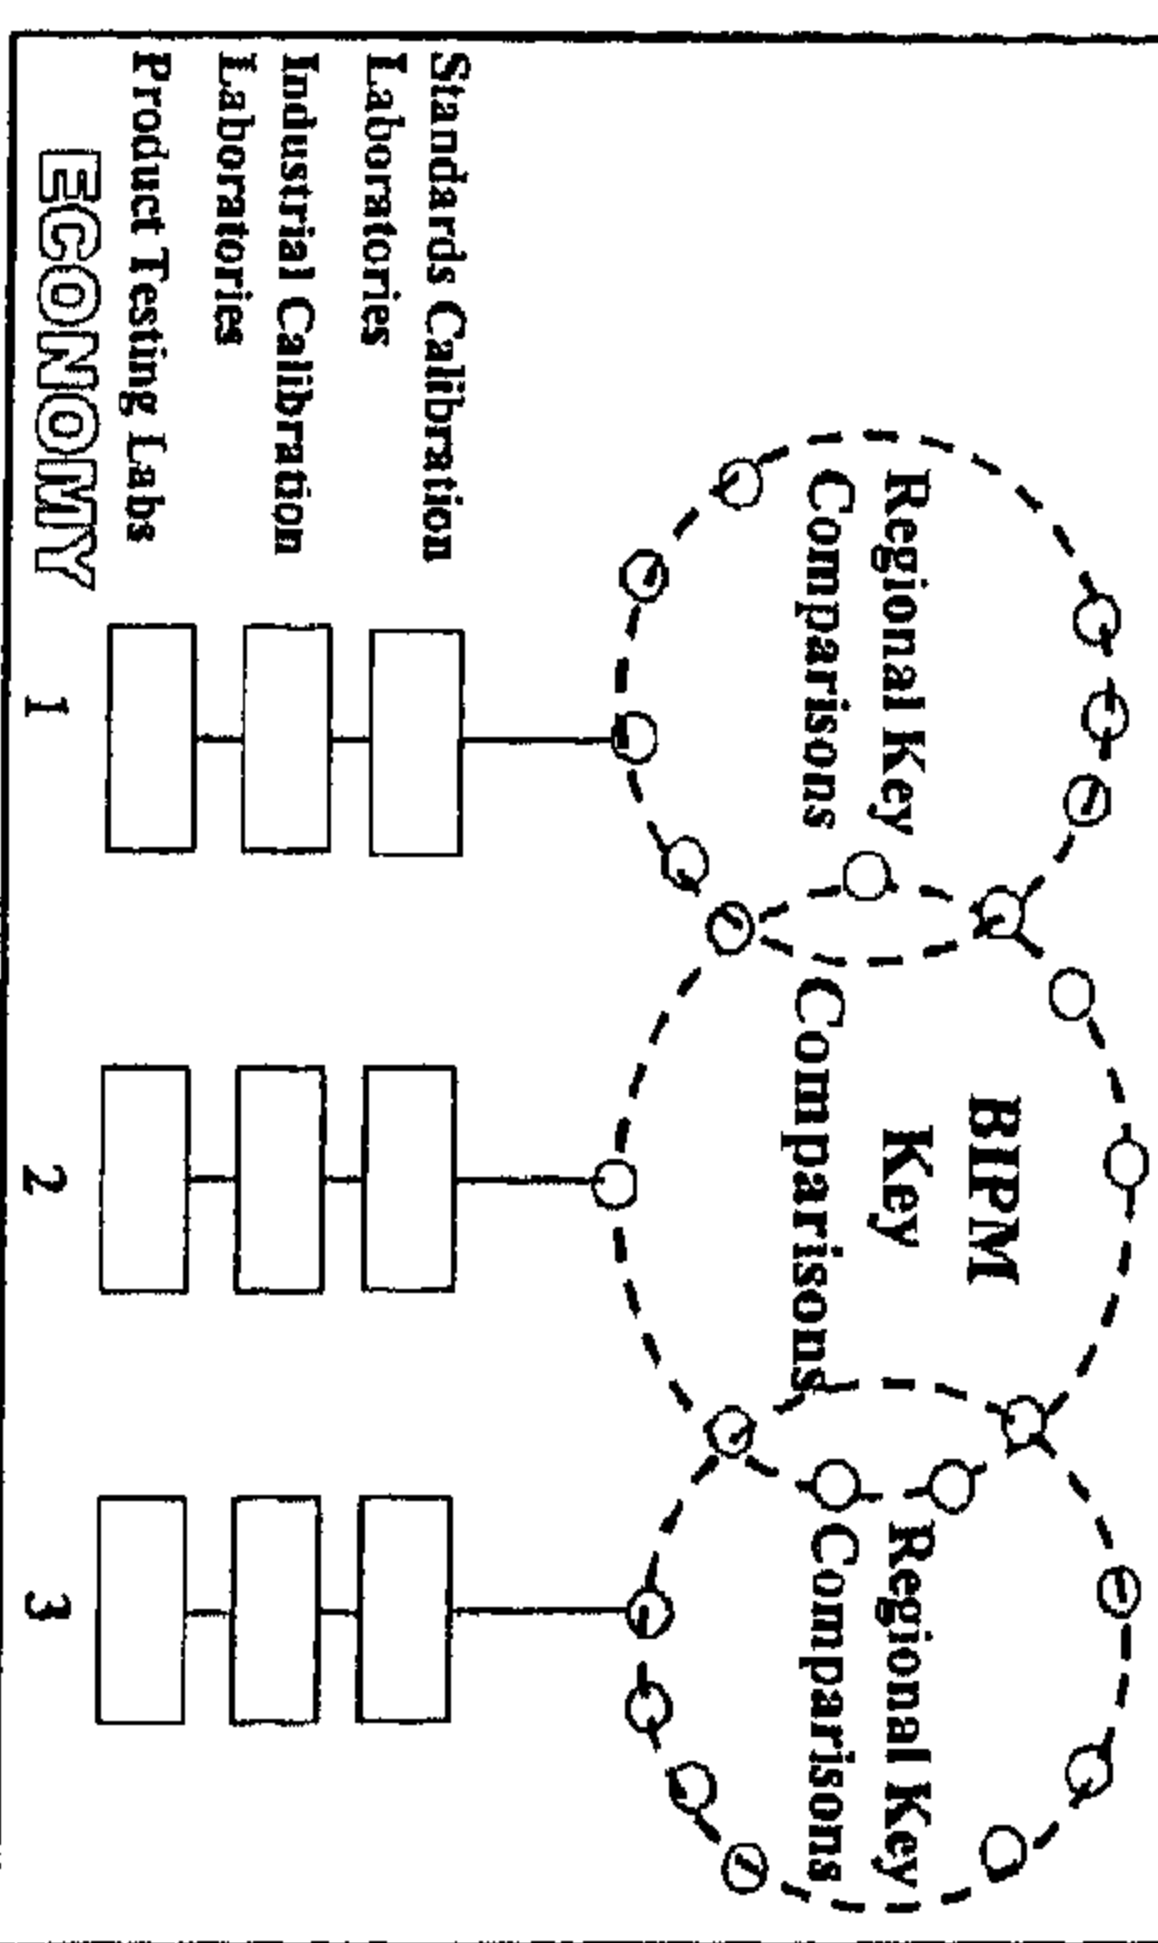 Regional Key
Comparisons
BIPM
Key
Comparisons
Regional Key
Comparisons
Standards Calibration
Laboratories
Industrial Calibration
Laboratories
Product Testing Labs
ECONOMY
1
2
3